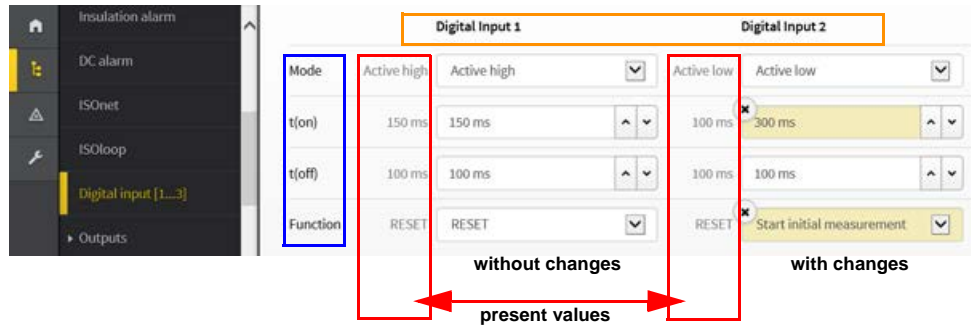 Insulation alarm
DC alarm
ISOnet
ISOloop
Digital input [1...3]
Outputs
Digital Input 1 Digital Input 2
Mode Active high Active high Active low Active low
t(on) 150 ms 150 ms 100 ms 300 ms
t(off) 100 ms 100 ms 100 ms 100 ms
Function RESET RESET RESET Start initial measurement
without changes with changes
present values